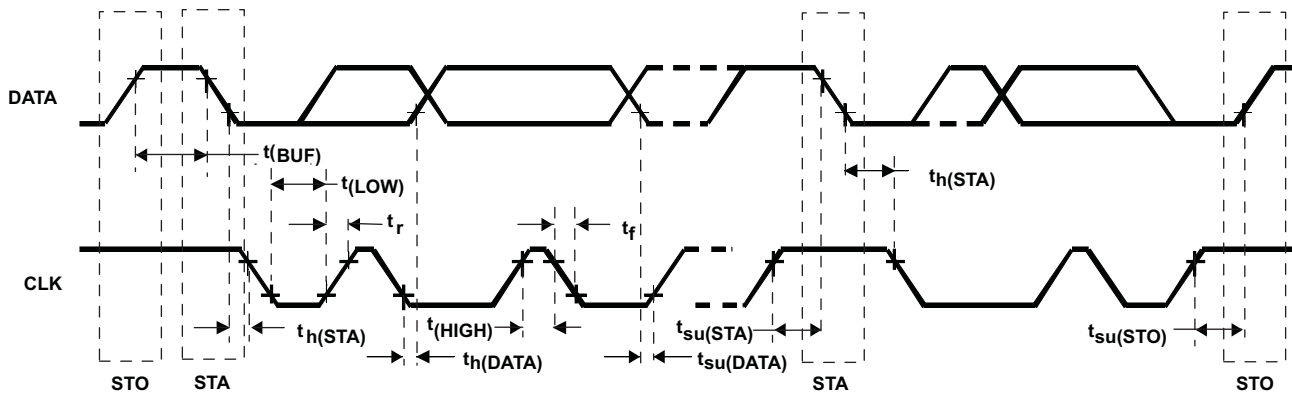 DATA
t(BUF)
t(LOW)
th(STA)
tr
tf
CLK
th(STA)
t(HIGH)
tsu(STA)
tsu(STO)
th(DATA)
tsu(DATA)
STO
STA
STA
STO